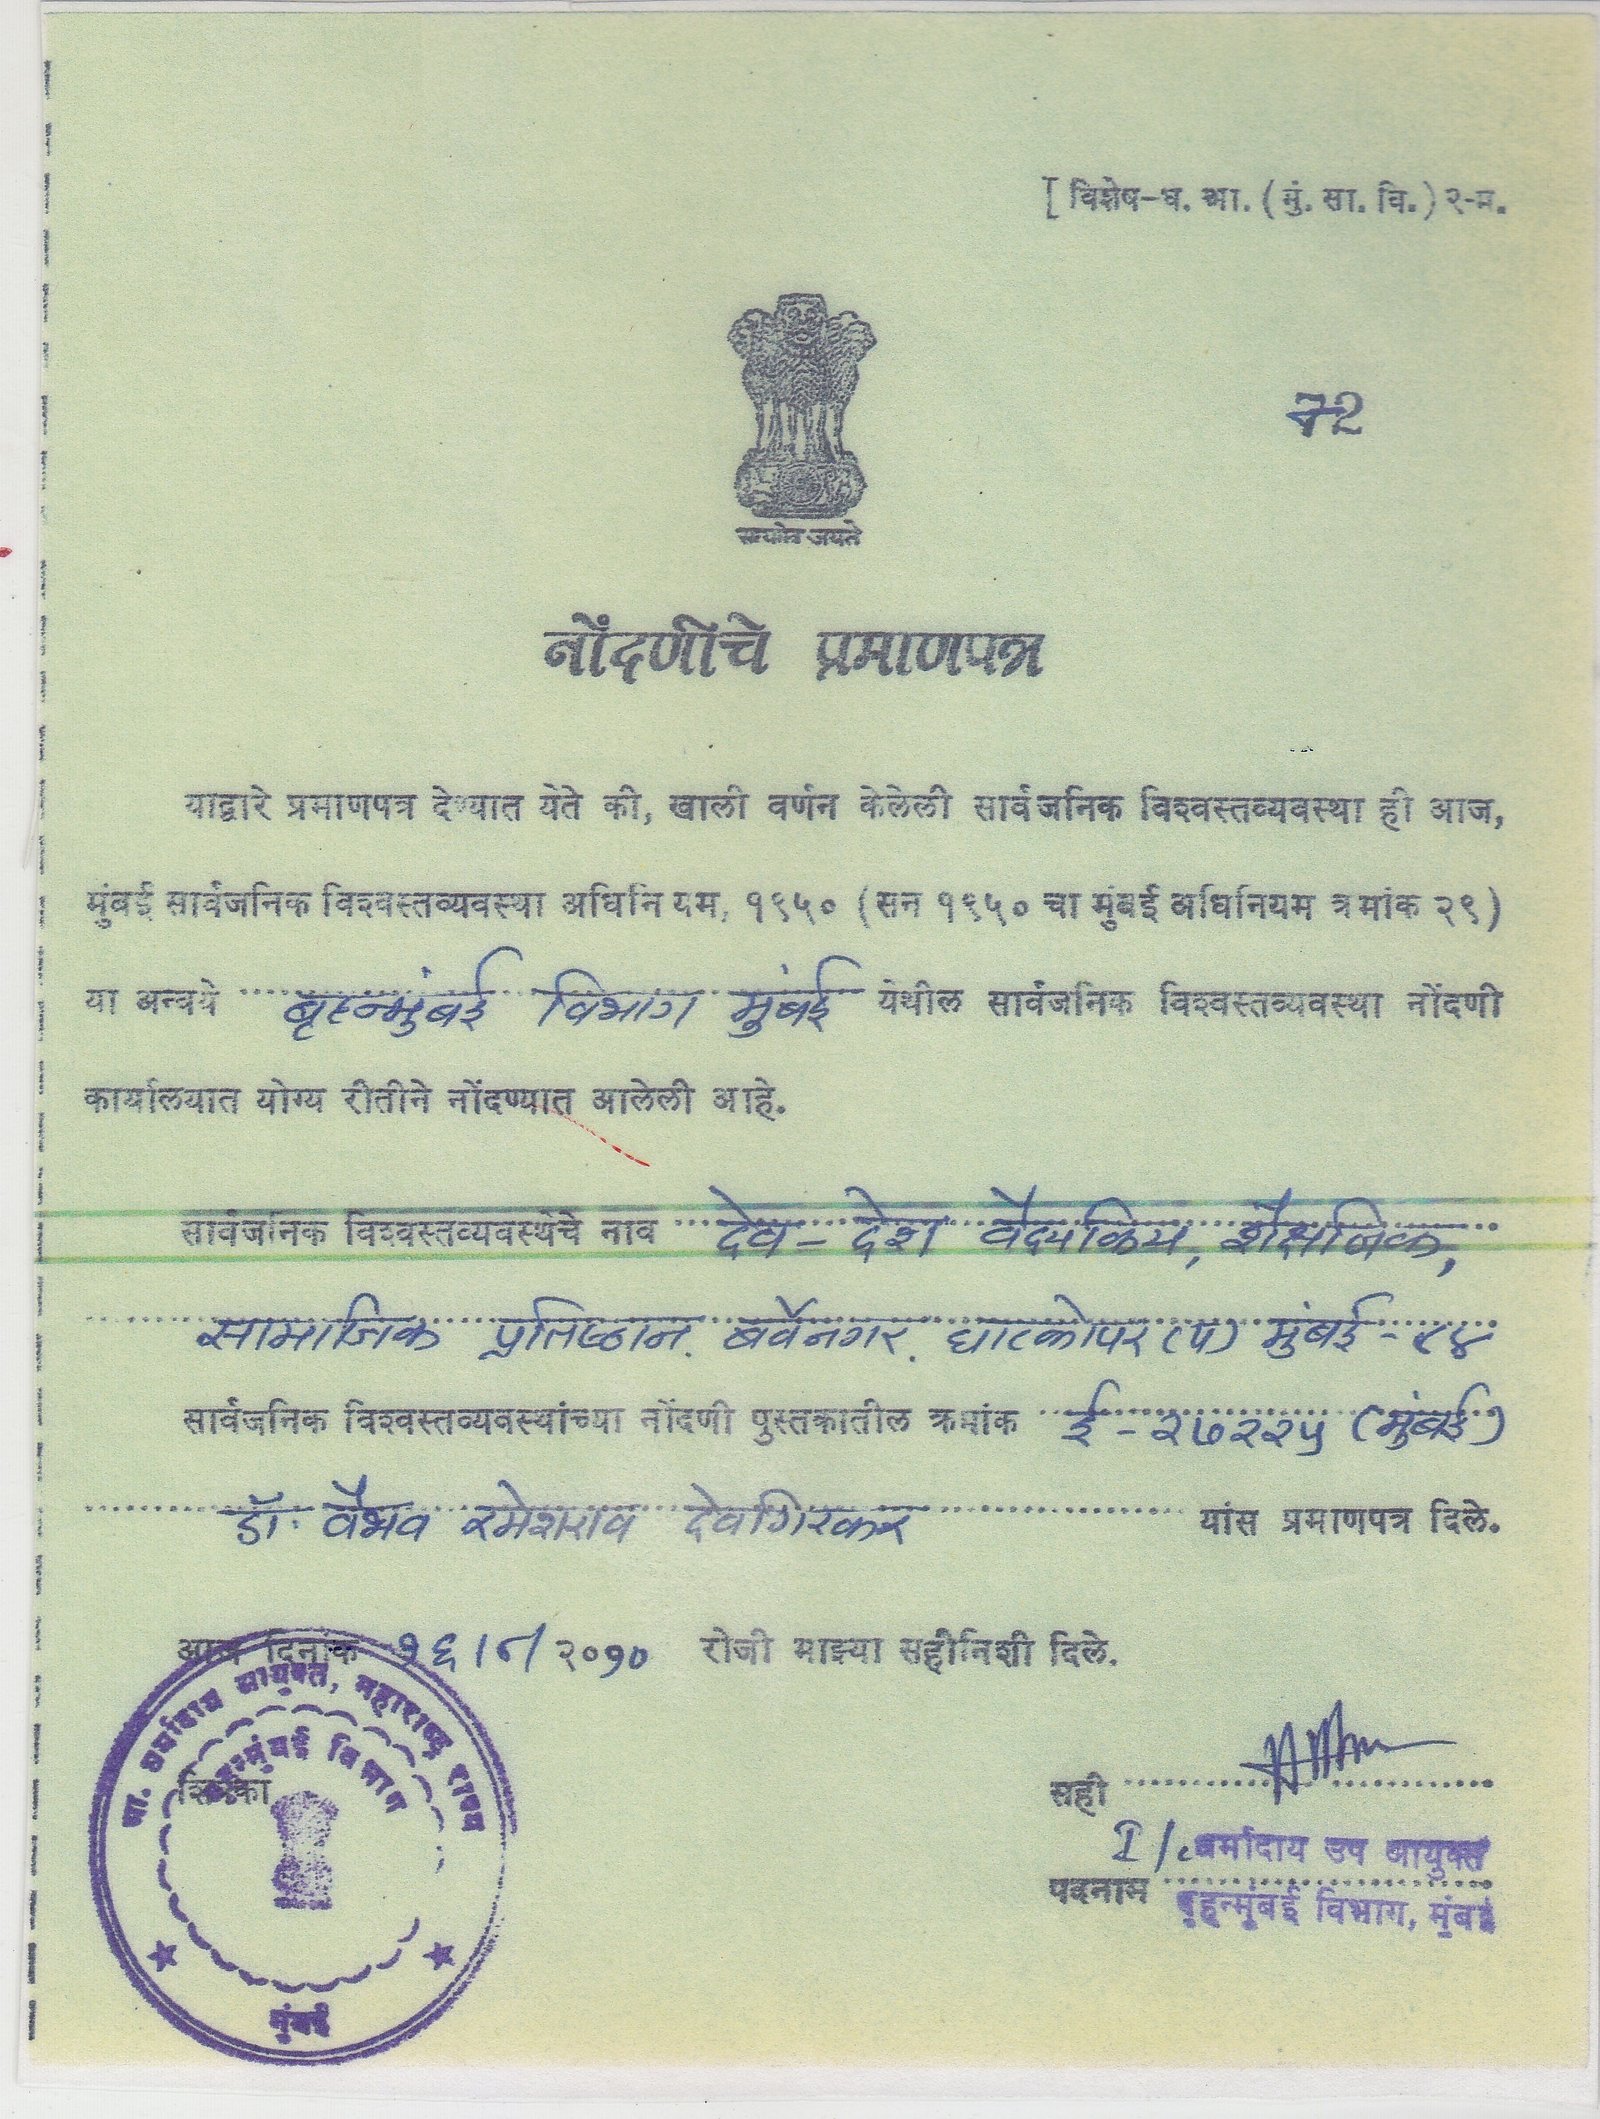 [ विशेष-ध. आ. ( मुं. सा. वि. ) २-म.
72
सत्यमेव जयते
नोंदणीचे प्रमाणपत्र
याद्वारे प्रमाणपत्र देण्यात येते की, खाली वर्णन केलेली सार्वजनिक विश्वस्तव्यवस्था ही आज,
मुंबई सार्वजनिक विश्वस्तव्यवस्था अधिनियम, १९५० (सन १९५० चा मुंबई अधिनियम क्रमांक २९)
या अन्वये बृहन्मुंबई विभाग मुंबई येथील सार्वजनिक विश्वस्तव्यवस्था नोंदणी
कार्यालयात योग्य रीतीने नोंदण्यात आलेली आहे.
सार्वजनिक विश्वस्तव्यवस्थेचे नाव देव - देश वैद्यकिय, शैक्षणिक,
सामाजिक प्रतिष्ठान. बर्वेनगर. घाटकोपर (प) मुंबई - ८४
सार्वजनिक विश्वस्तव्यवस्थांच्या नोंदणी पुस्तकातील क्रमांक ई - २७२२५ (मुंबई)
डॉ. वैभव रमेशराव देवगिरकर यांस प्रमाणपत्र दिले.
आज दिनांक १६/८/२०१० रोजी माझ्या सहीनिशी दिले.
सा. धर्मादाय आयुक्त, महाराष्ट्र राज्य
बृहन्मुंबई विभाग
शिक्का
मुंबई
सही
I/c धर्मादाय उप आयुक्त
पदनाम बृहन्मुंबई विभाग, मुंबई